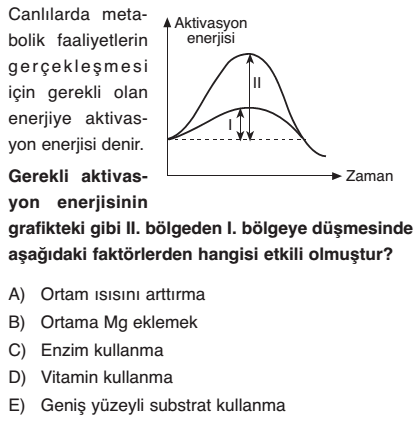 Canlılarda meta-
bolik faaliyetlerin
gerçekleşmesi
için gerekli olan
enerjiye aktivas-
yon enerjisi denir.
Aktivasyon
enerjisi
II
I
Zaman
Gerekli aktivas-
yon enerjisinin
grafikteki gibi II. bölgeden I. bölgeye düşmesinde
aşağıdaki faktörlerden hangisi etkili olmuştur?
A) Ortam ısısını arttırma
B) Ortama Mg eklemek
C) Enzim kullanma
D) Vitamin kullanma
E) Geniş yüzeyli substrat kullanma